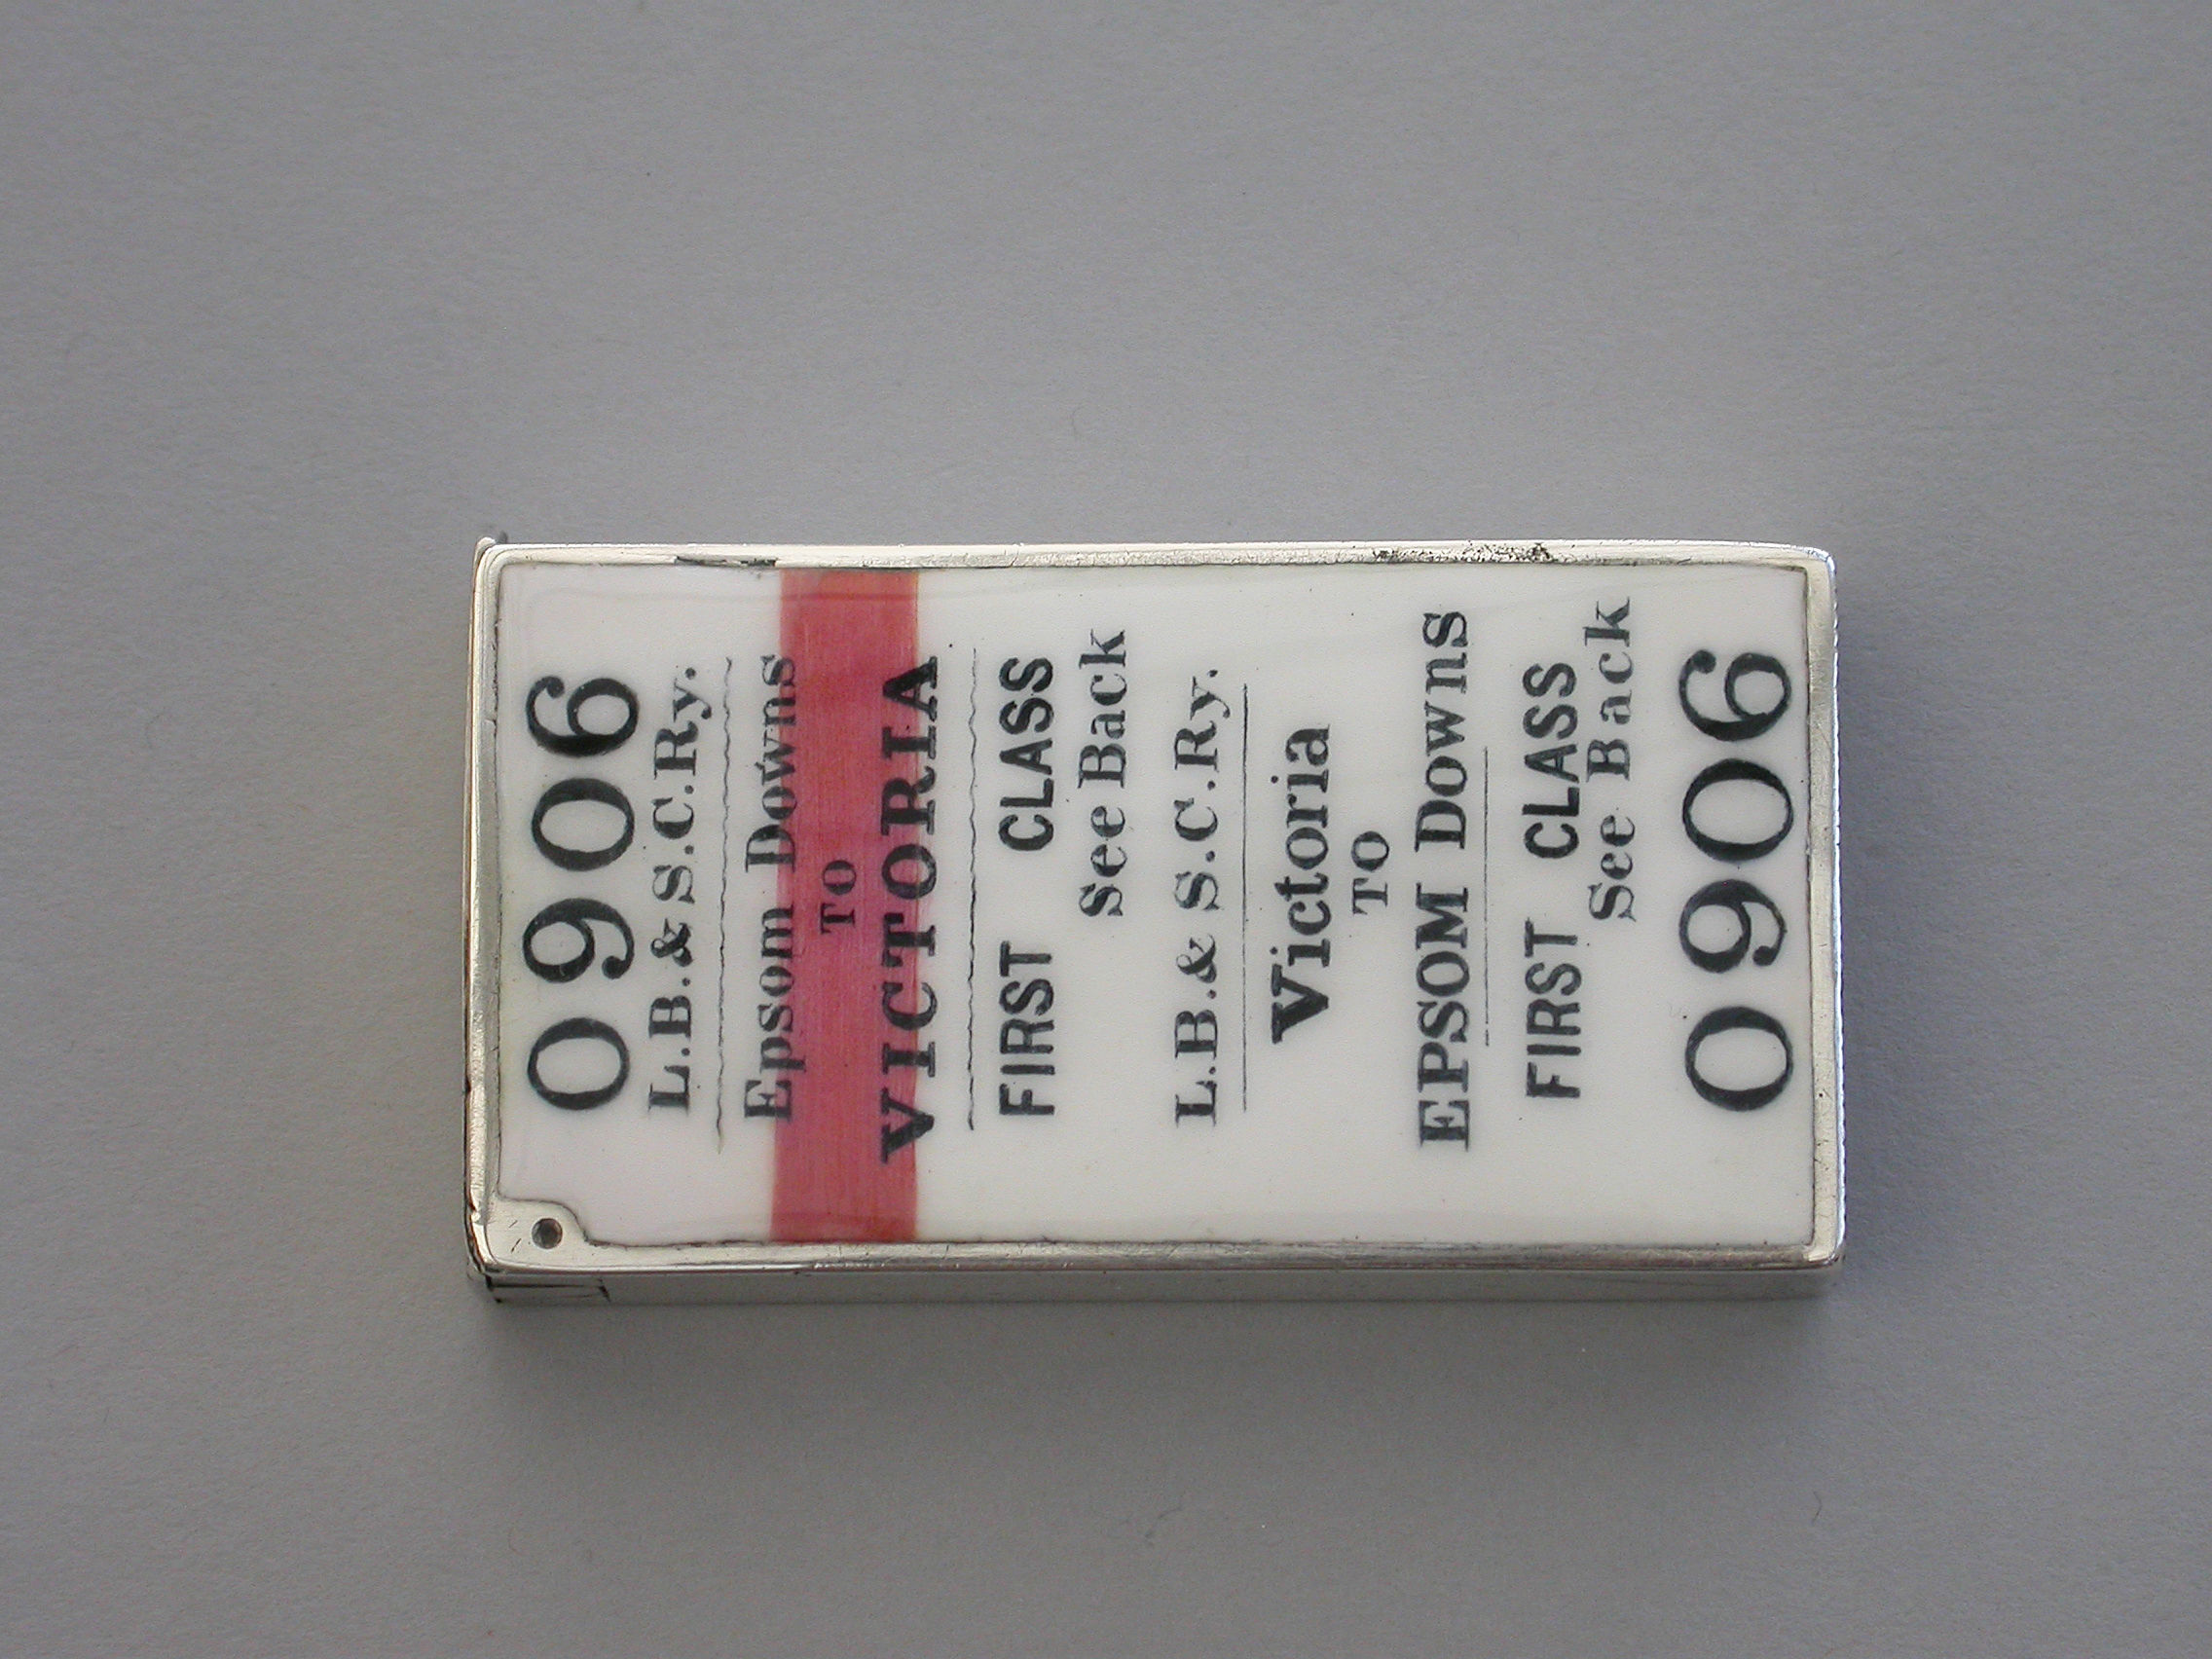 0906
L.B.&S.C.Ry.
Epsom Downs
TO
VICTORIA
FIRST CLASS
See Back
L.B.& S.C.Ry.
Victoria
TO
EPSOM Downs
FIRST CLASS
See Back
0906